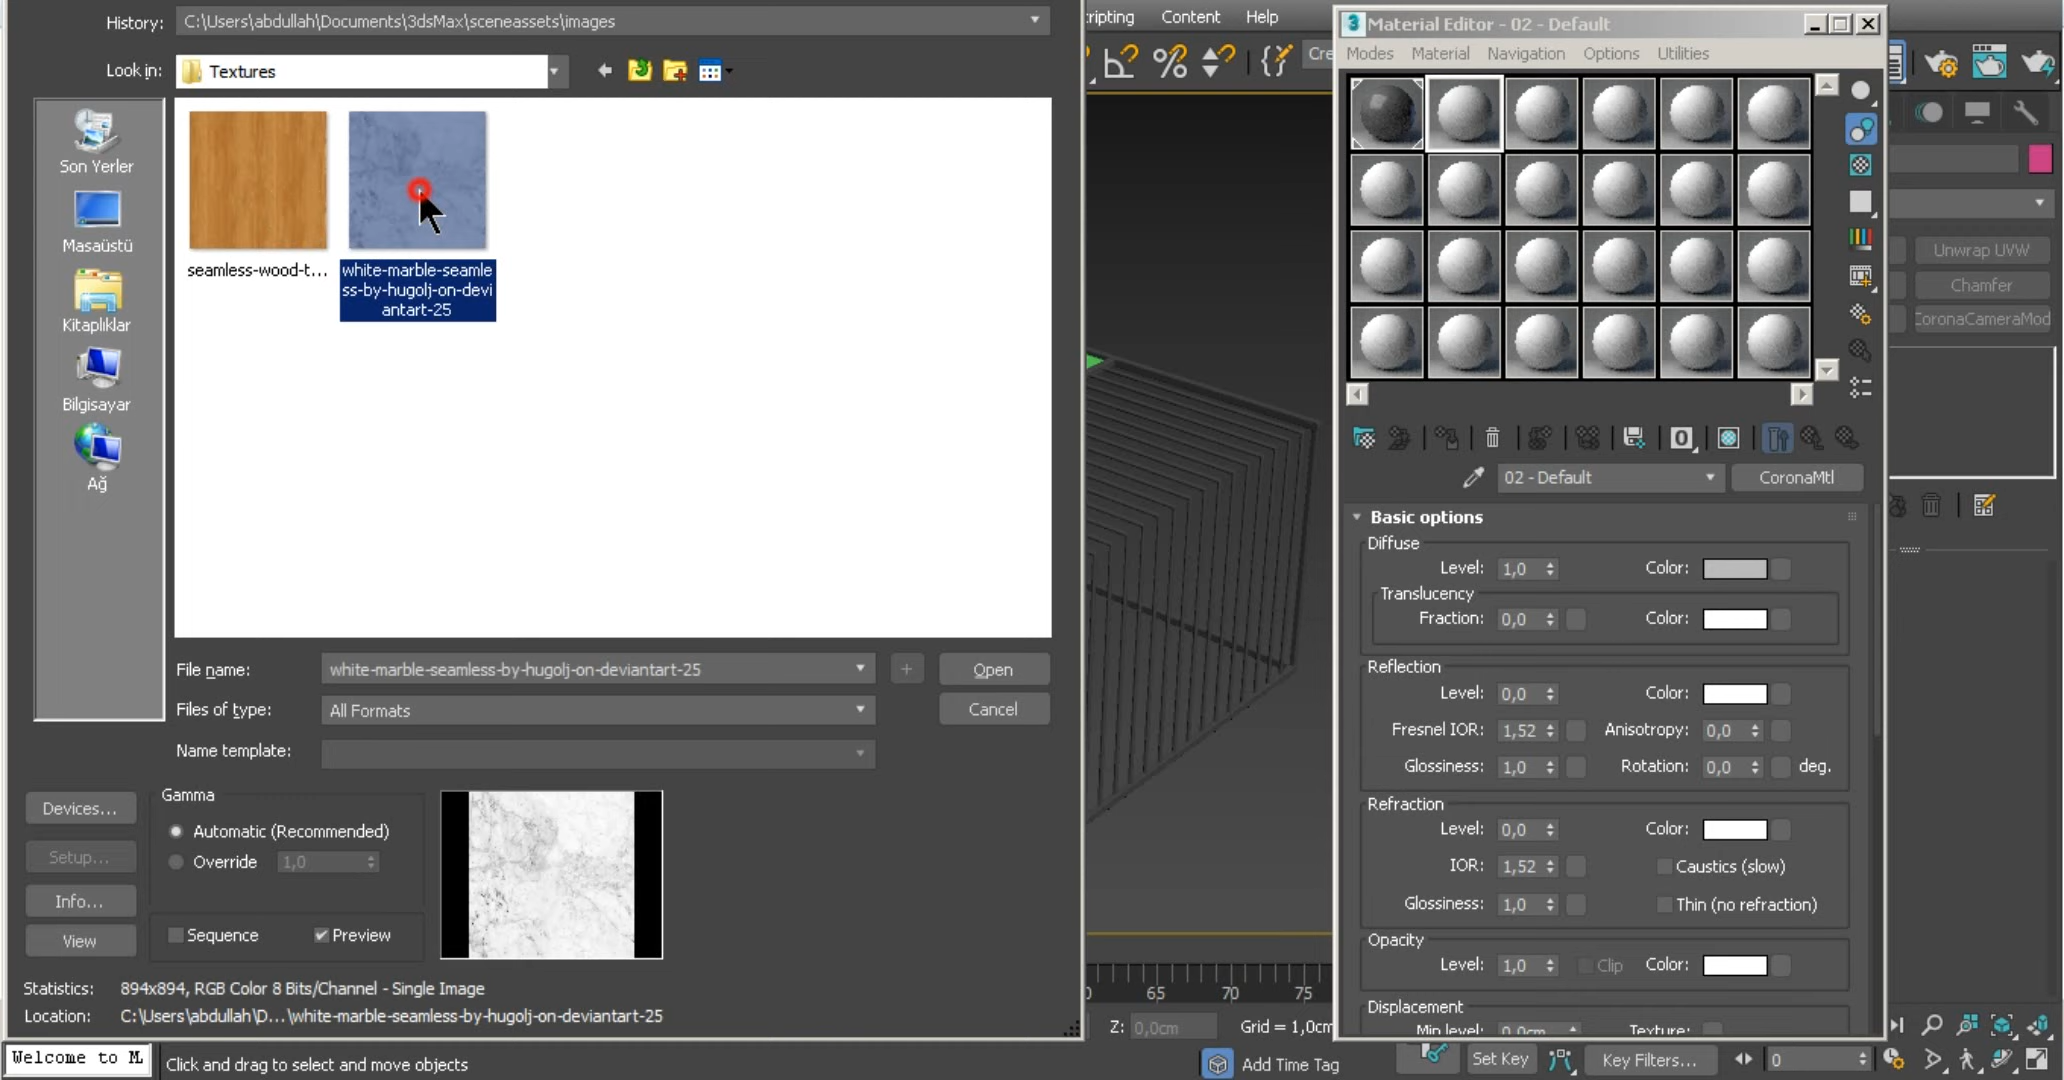 History: C:\Users\abdullah\Documents\3dsMax\sceneassets\images
Look in: Textures
Son Yerler
Masaüstü
Kitaplıklar
Bilgisayar
Ağ
seamless-wood-t...
white-marble-seamle
ss-by-hugolj-on-devi
antart-25
File name: white-marble-seamless-by-hugolj-on-deviantart-25 + Open
Files of type: All Formats Cancel
Name template:
Devices...
Setup...
Info...
View
Gamma
Automatic (Recommended)
Override 1,0
Sequence Preview
Statistics: 894x894, RGB Color 8 Bits/Channel - Single Image
Location: C:\Users\abdullah\D...\white-marble-seamless-by-hugolj-on-deviantart-25
Welcome to M
Click and drag to select and move objects
ripting Content Help
Cre
Material Editor - 02 - Default
Modes Material Navigation Options Utilities
02 - Default CoronaMtl
Basic options
Diffuse
Level: 1,0 Color:
Translucency
Fraction: 0,0 Color:
Reflection
Level: 0,0 Color:
Fresnel IOR: 1,52 Anisotropy: 0,0
Glossiness: 1,0 Rotation: 0,0 deg.
Refraction
Level: 0,0 Color:
IOR: 1,52 Caustics (slow)
Glossiness: 1,0 Thin (no refraction)
Opacity
Level: 1,0 Clip Color:
Displacement
Min level: 0,0cm Texture:
Unwrap UVW
Chamfer
CoronaCameraMod
65 70 75
Z: 0,0cm Grid = 1,0cm
Add Time Tag
Set Key Key Filters... 0